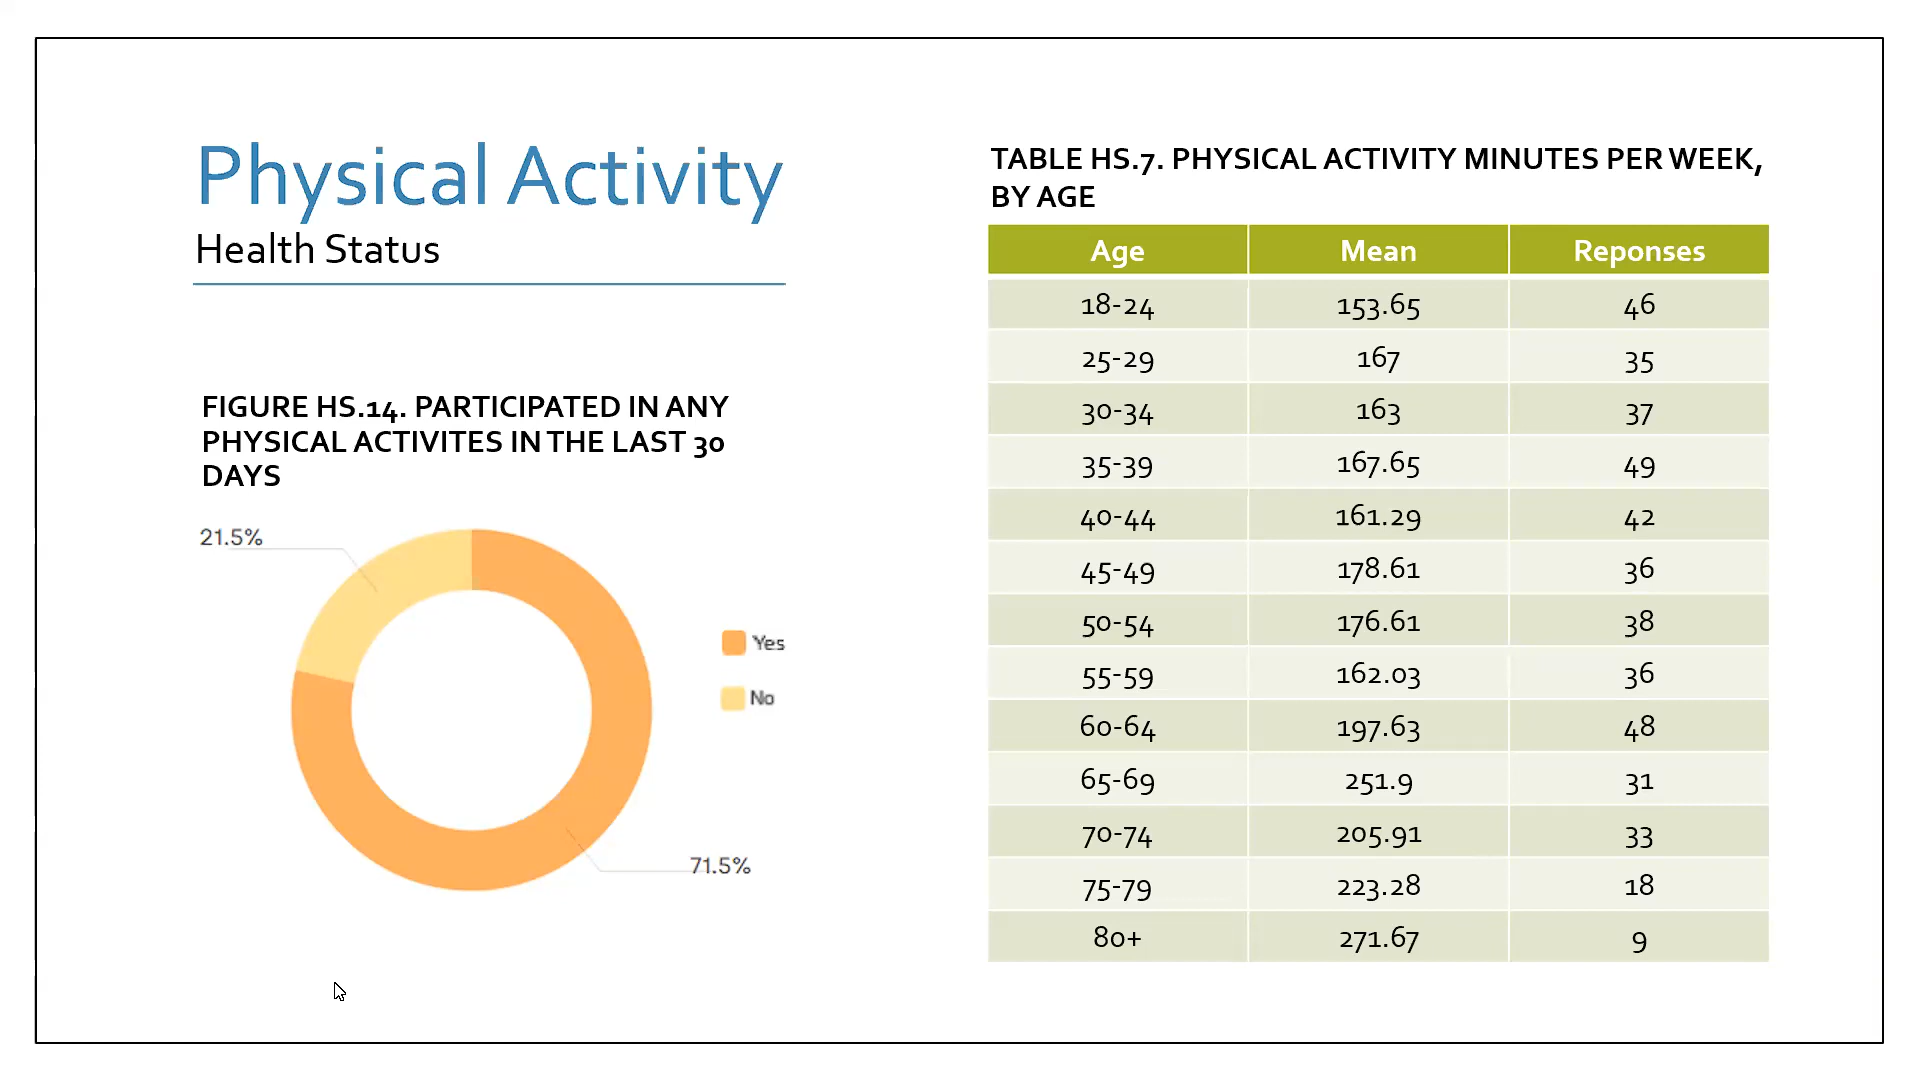 Physical Activity
Health Status
FIGURE HS.14. PARTICIPATED IN ANY
PHYSICAL ACTIVITES IN THE LAST 30
DAYS
21.5%
Yes
No
71.5%
TABLE HS.7. PHYSICAL ACTIVITY MINUTES PER WEEK,
BY AGE
Age Mean Reponses
18-24 153.65 46
25-29 167 35
30-34 163 37
35-39 167.65 49
40-44 161.29 42
45-49 178.61 36
50-54 176.61 38
55-59 162.03 36
60-64 197.63 48
65-69 251.9 31
70-74 205.91 33
75-79 223.28 18
80+ 271.67 9